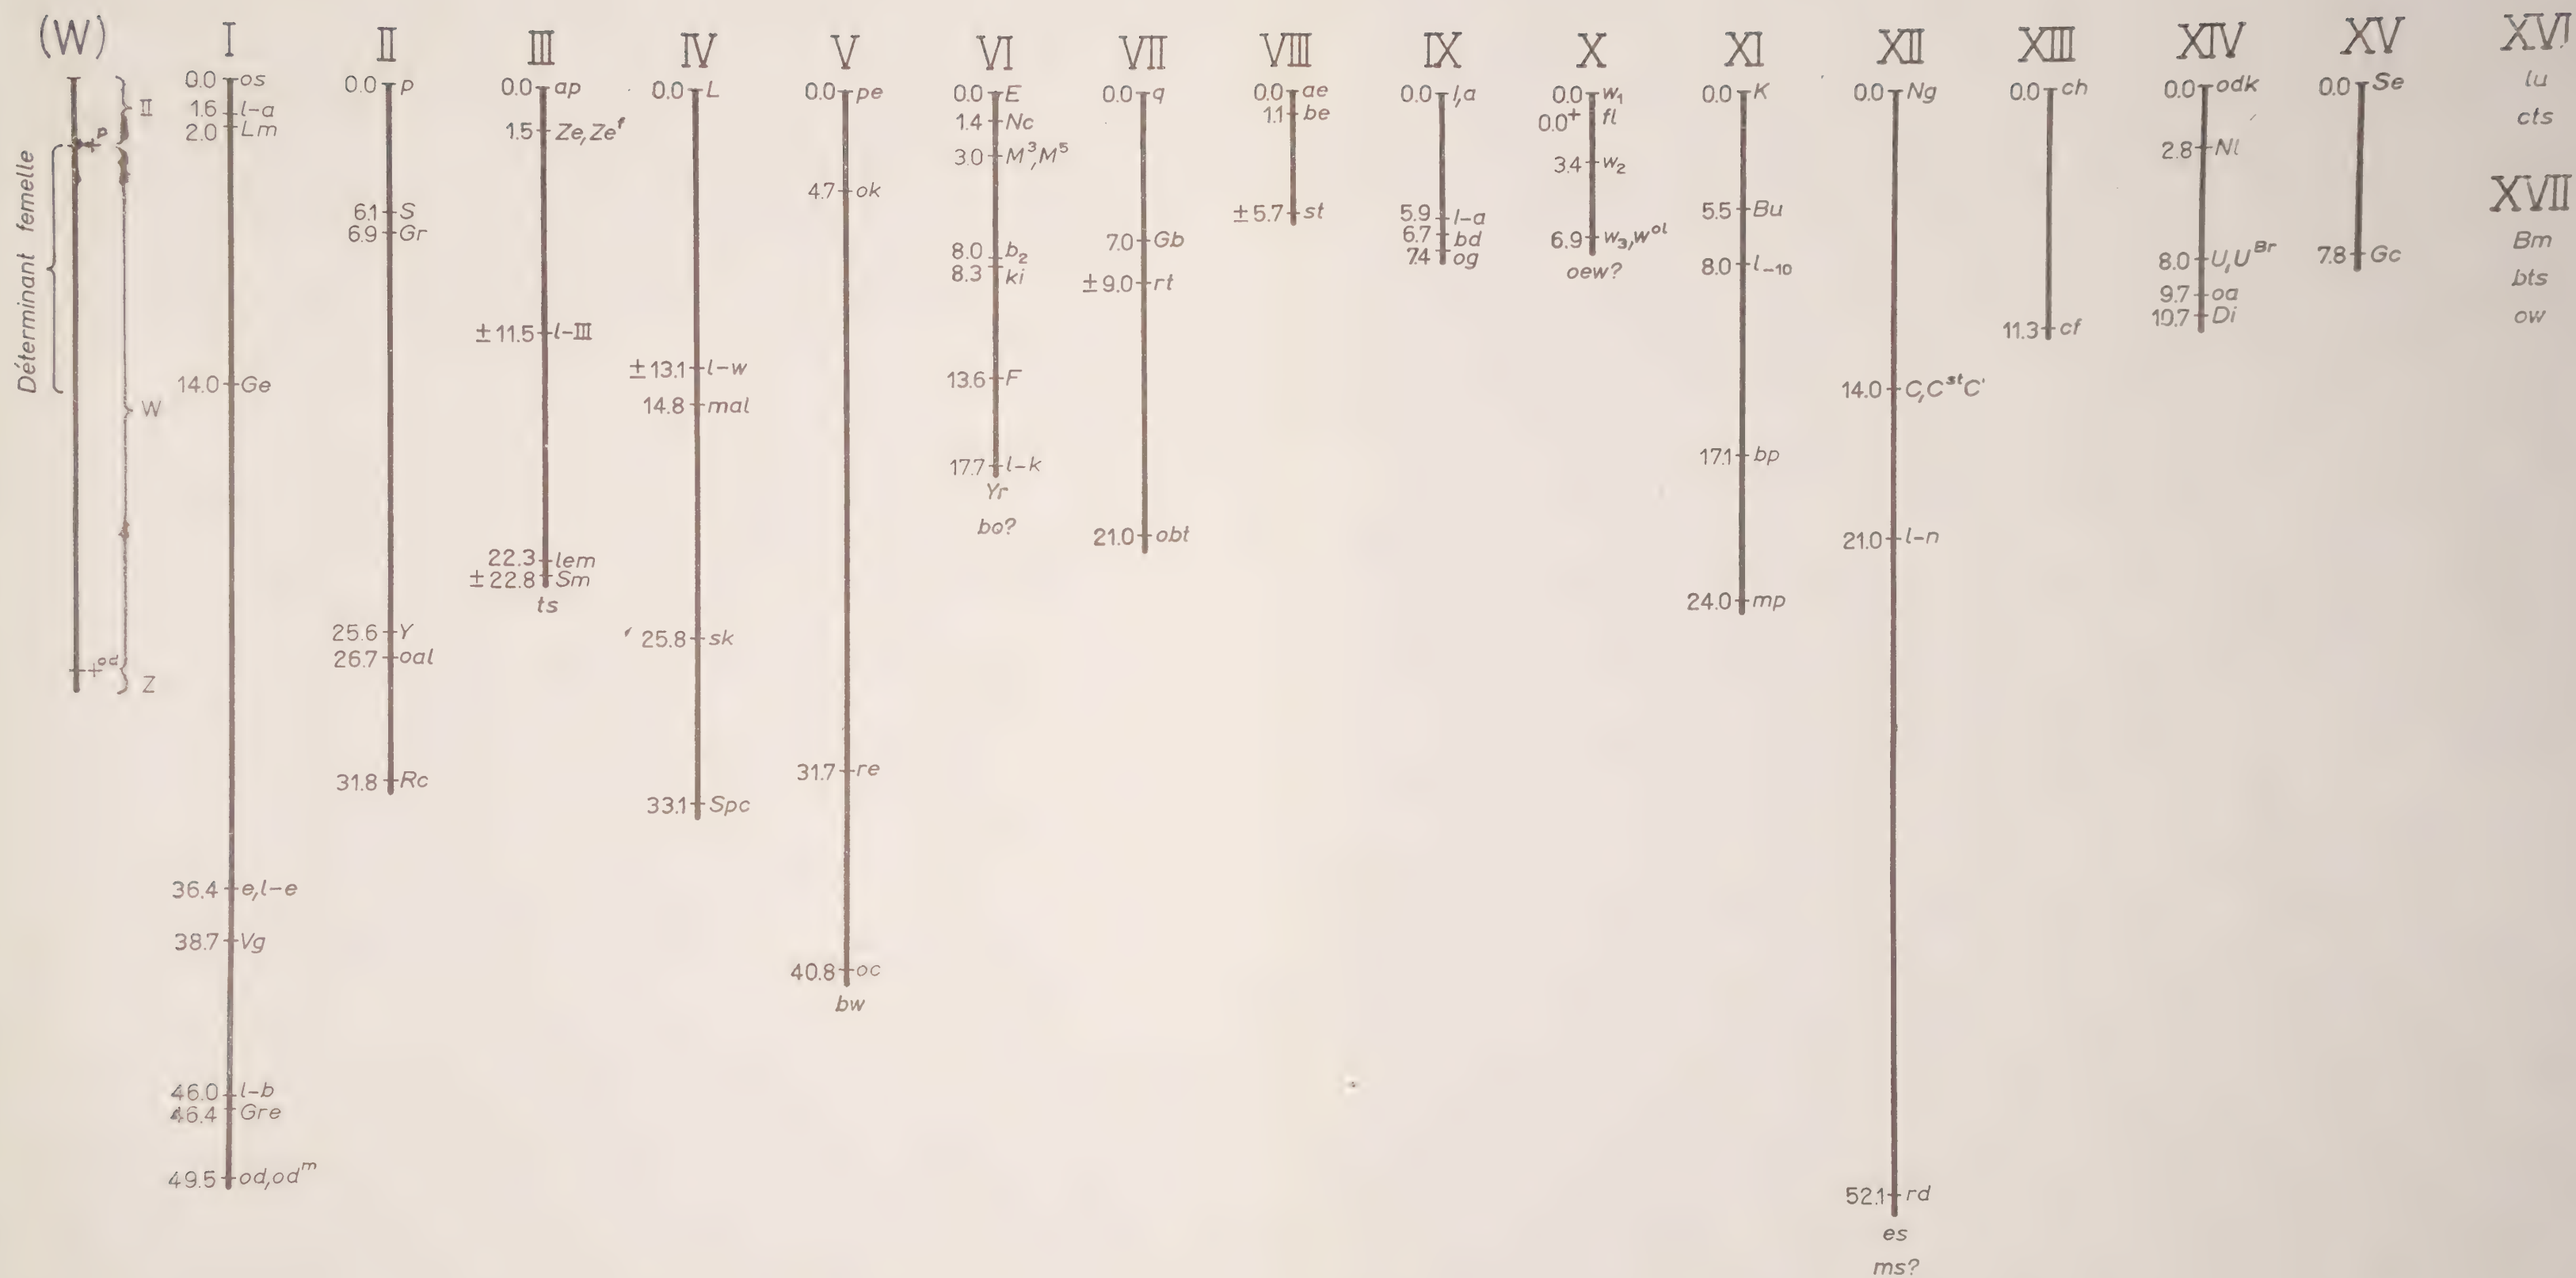 (W)
Déterminant femelle
+p
II
W
+od
Z
I
0.0 os
1.6 l-a
2.0 Lm
14.0 Ge
36.4 e,l-e
38.7 Vg
46.0 l-b
46.4 Gre
49.5 od,od^m
II
0.0 p
6.1 S
6.9 Gr
25.6 Y
26.7 oal
31.8 Rc
III
0.0 ap
1.5 Ze,Ze^f
±11.5 l-III
22.3 lem
±22.8 Sm
ts
IV
0.0 L
±13.1 l-w
14.8 mal
25.8 sk
33.1 Spc
V
0.0 pe
4.7 ok
31.7 re
40.8 oc
bw
VI
0.0 E
1.4 Nc
3.0 M³,M⁵
8.0 b₂
8.3 ki
13.6 F
17.7 l-k
Yr
bo?
VII
0.0 q
7.0 Gb
±9.0 rt
21.0 obt
VIII
0.0 ae
1.1 be
±5.7 st
IX
0.0 I,a
5.9 l-a
6.7 bd
7.4 og
X
0.0 w₁
0.0+ fl
3.4 w₂
6.9 w₃,w^ol
oew?
XI
0.0 K
5.5 Bu
8.0 l₋₁₀
17.1 bp
24.0 mp
XII
0.0 Ng
14.0 C,C^st C'
21.0 l-n
52.1 rd
es
ms?
XIII
0.0 ch
11.3 cf
XIV
0.0 odk
2.8 Nl
8.0 U,U^Br
9.7 oa
10.7 Di
XV
0.0 Se
7.8 Gc
XVI
lu
cts
XVII
Bm
bts
ow